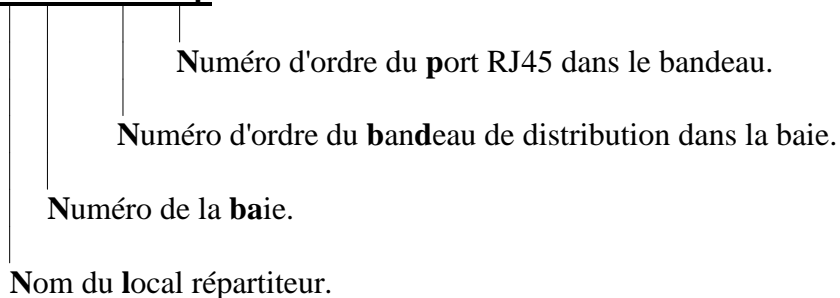 Numéro d'ordre du port RJ45 dans le bandeau.
Numéro d'ordre du bandeau de distribution dans la baie.
Numéro de la baie.
Nom du local répartiteur.